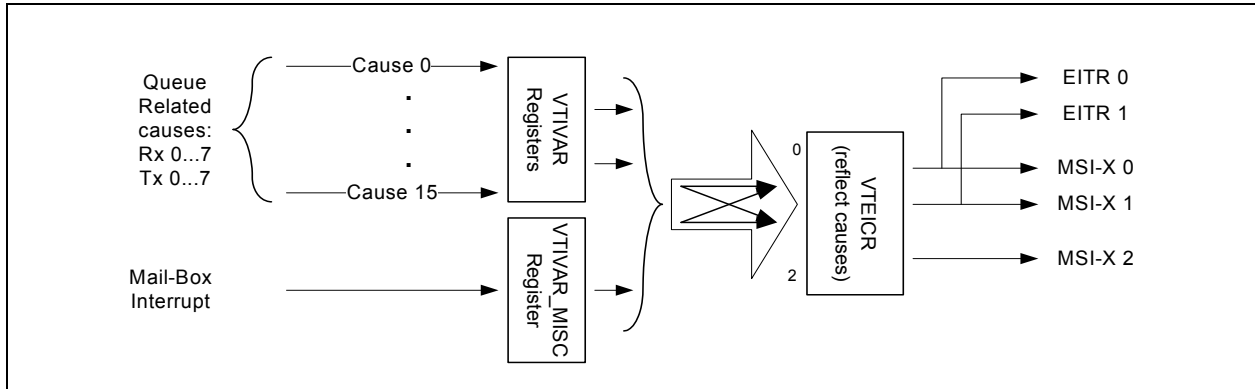 Queue
Related
causes:
Rx 0...7
Tx 0...7
Cause 0
.
.
.
Cause 15
VTIVAR
Registers
Mail-Box
Interrupt
VTIVAR_MISC
Register
0
2
VTEICR
(reflect causes)
EITR 0
EITR 1
MSI-X 0
MSI-X 1
MSI-X 2